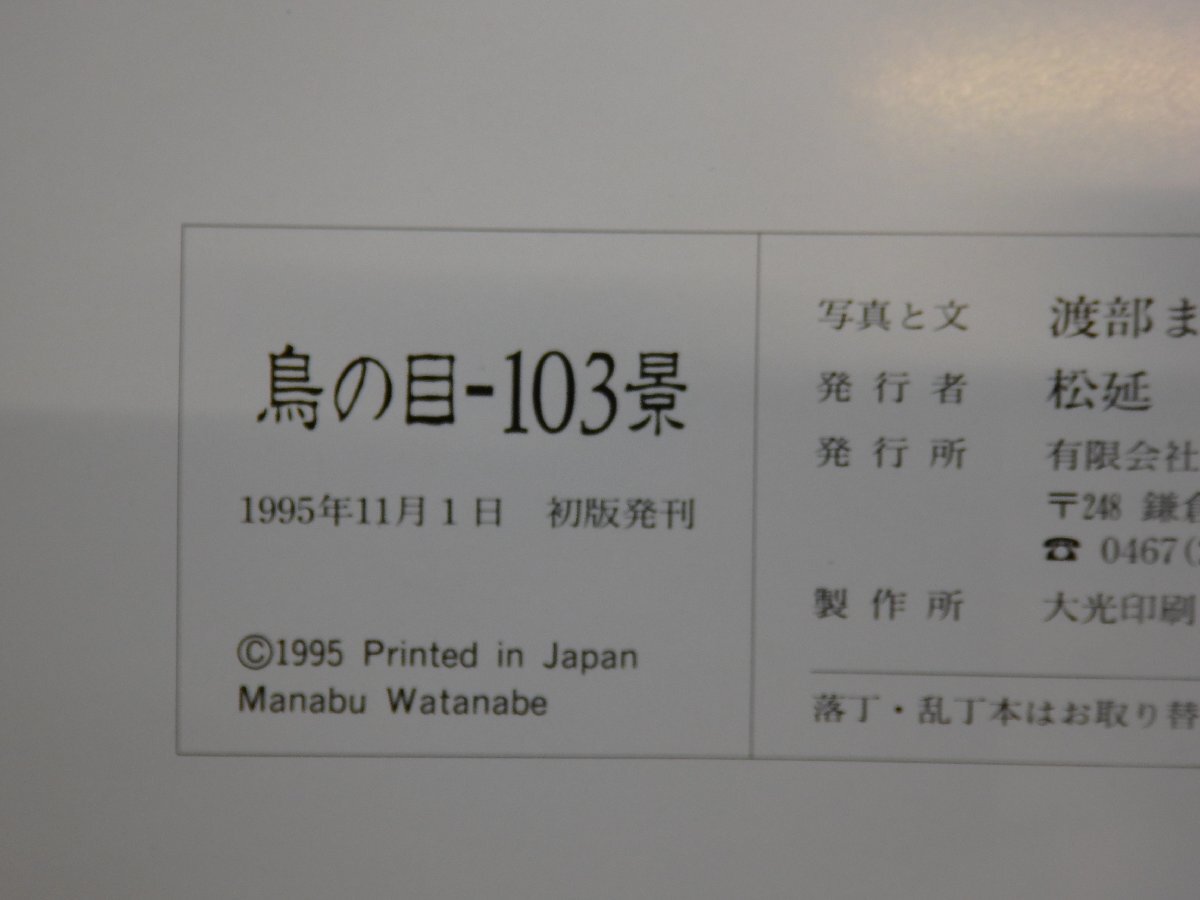 鳥の目-103景
1995年11月1日 初版発刊
©1995 Printed in Japan
Manabu Watanabe
写真と文 渡部ま
発行者 松延
発行所 有限会社
〒248 鎌倉
☎ 0467(
製作所 大光印刷
落丁・乱丁本はお取り替